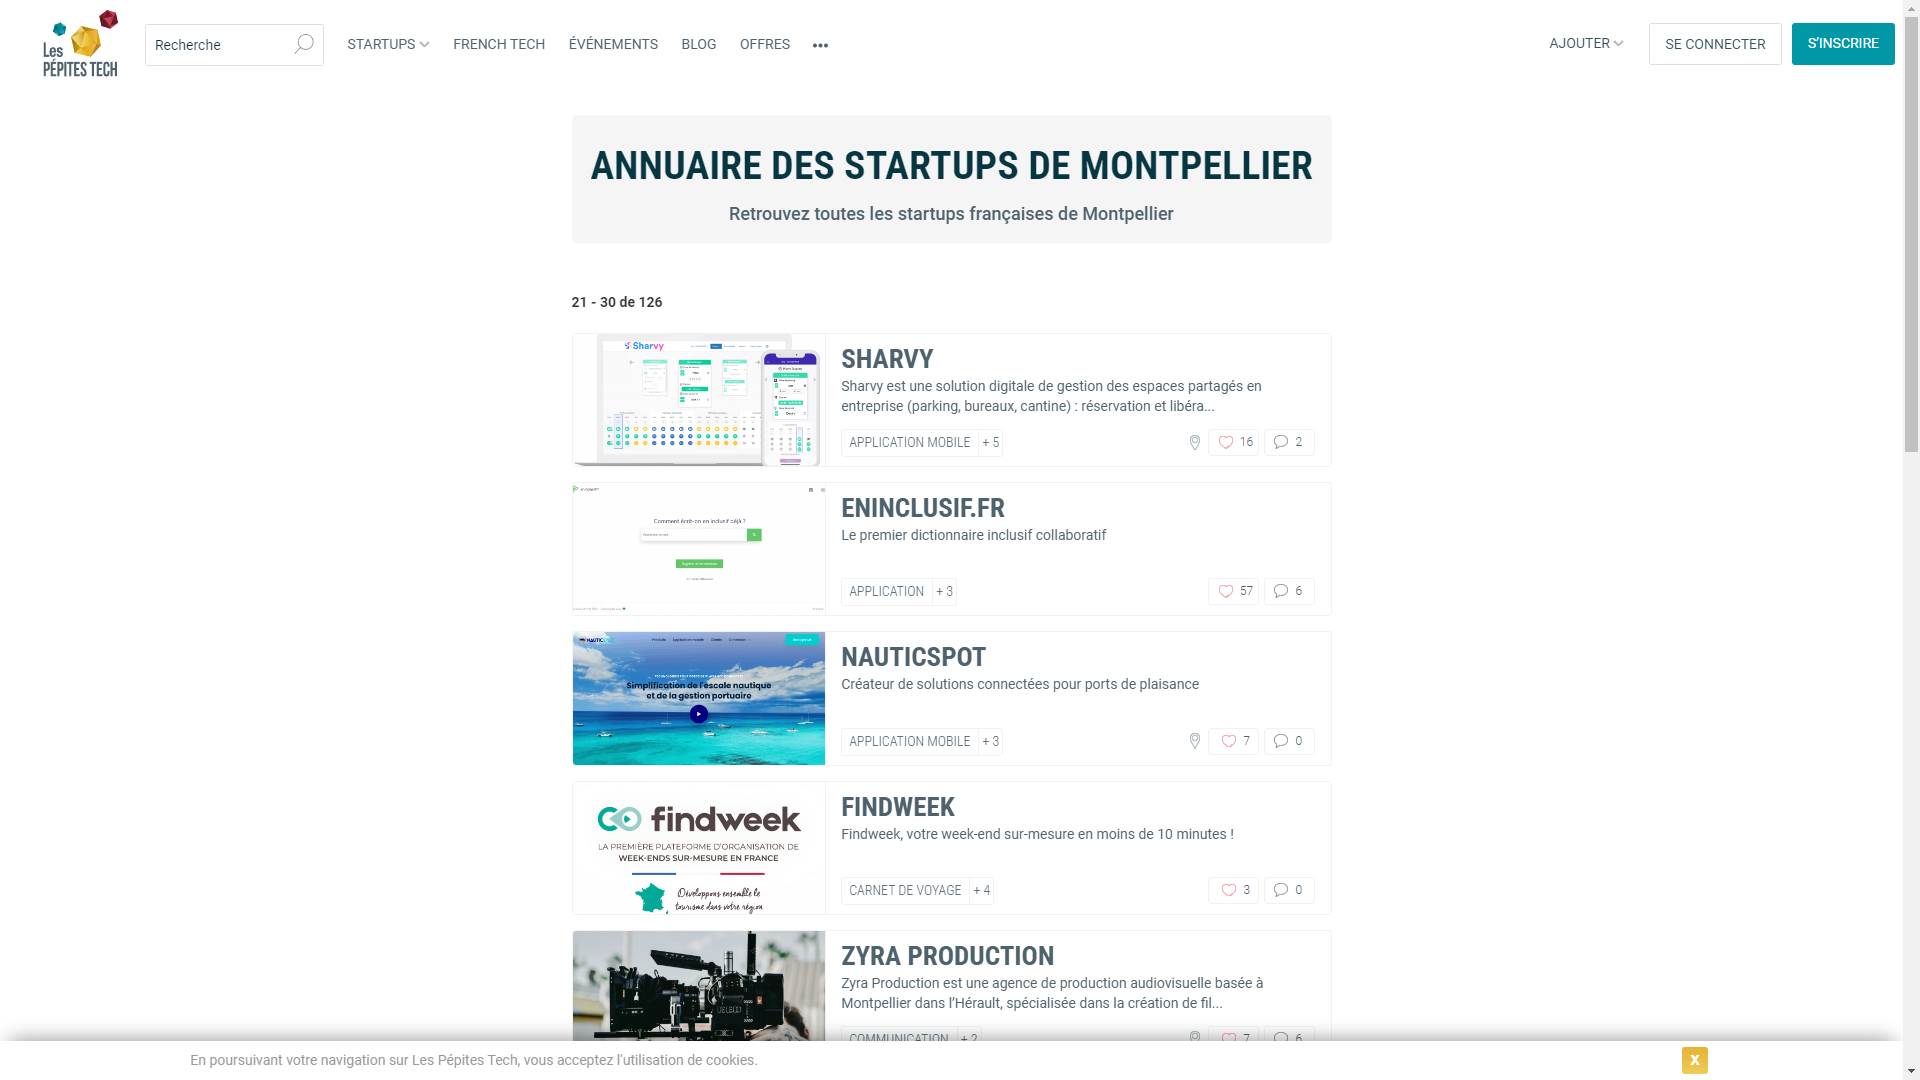 Les
PÉPITES TECH
Recherche
STARTUPS
FRENCH TECH
ÉVÉNEMENTS
BLOG
OFFRES
•••
AJOUTER
SE CONNECTER
S'INSCRIRE
ANNUAIRE DES STARTUPS DE MONTPELLIER
Retrouvez toutes les startups françaises de Montpellier
21 - 30 de 126
Sharvy
SHARVY
Sharvy est une solution digitale de gestion des espaces partagés en
entreprise (parking, bureaux, cantine) : réservation et libéra...
APPLICATION MOBILE + 5
16
2
Comment écrit-on en inclusif déjà ?
ENINCLUSIF.FR
Le premier dictionnaire inclusif collaboratif
APPLICATION + 3
57
6
Simplification de l'escale nautique
et de la gestion portuaire
NAUTICSPOT
Créateur de solutions connectées pour ports de plaisance
APPLICATION MOBILE + 3
7
0
findweek
LA PREMIÈRE PLATEFORME D'ORGANISATION DE
WEEK-ENDS SUR-MESURE EN FRANCE
Développons ensemble le
tourisme dans votre région
FINDWEEK
Findweek, votre week-end sur-mesure en moins de 10 minutes !
CARNET DE VOYAGE + 4
3
0
ZYRA PRODUCTION
Zyra Production est une agence de production audiovisuelle basée à
Montpellier dans l'Hérault, spécialisée dans la création de fil...
COMMUNICATION + 2
7
6
En poursuivant votre navigation sur Les Pépites Tech, vous acceptez l'utilisation de cookies.
X